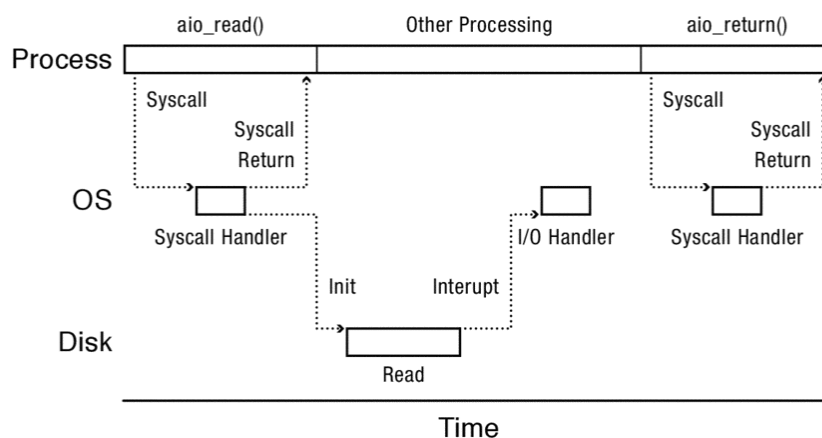 aio_read() Other Processing aio_return()
Process
Syscall Syscall
Syscall Syscall
Return Return
OS
Syscall Handler I/O Handler Syscall Handler
Init Interupt
Disk
Read
Time